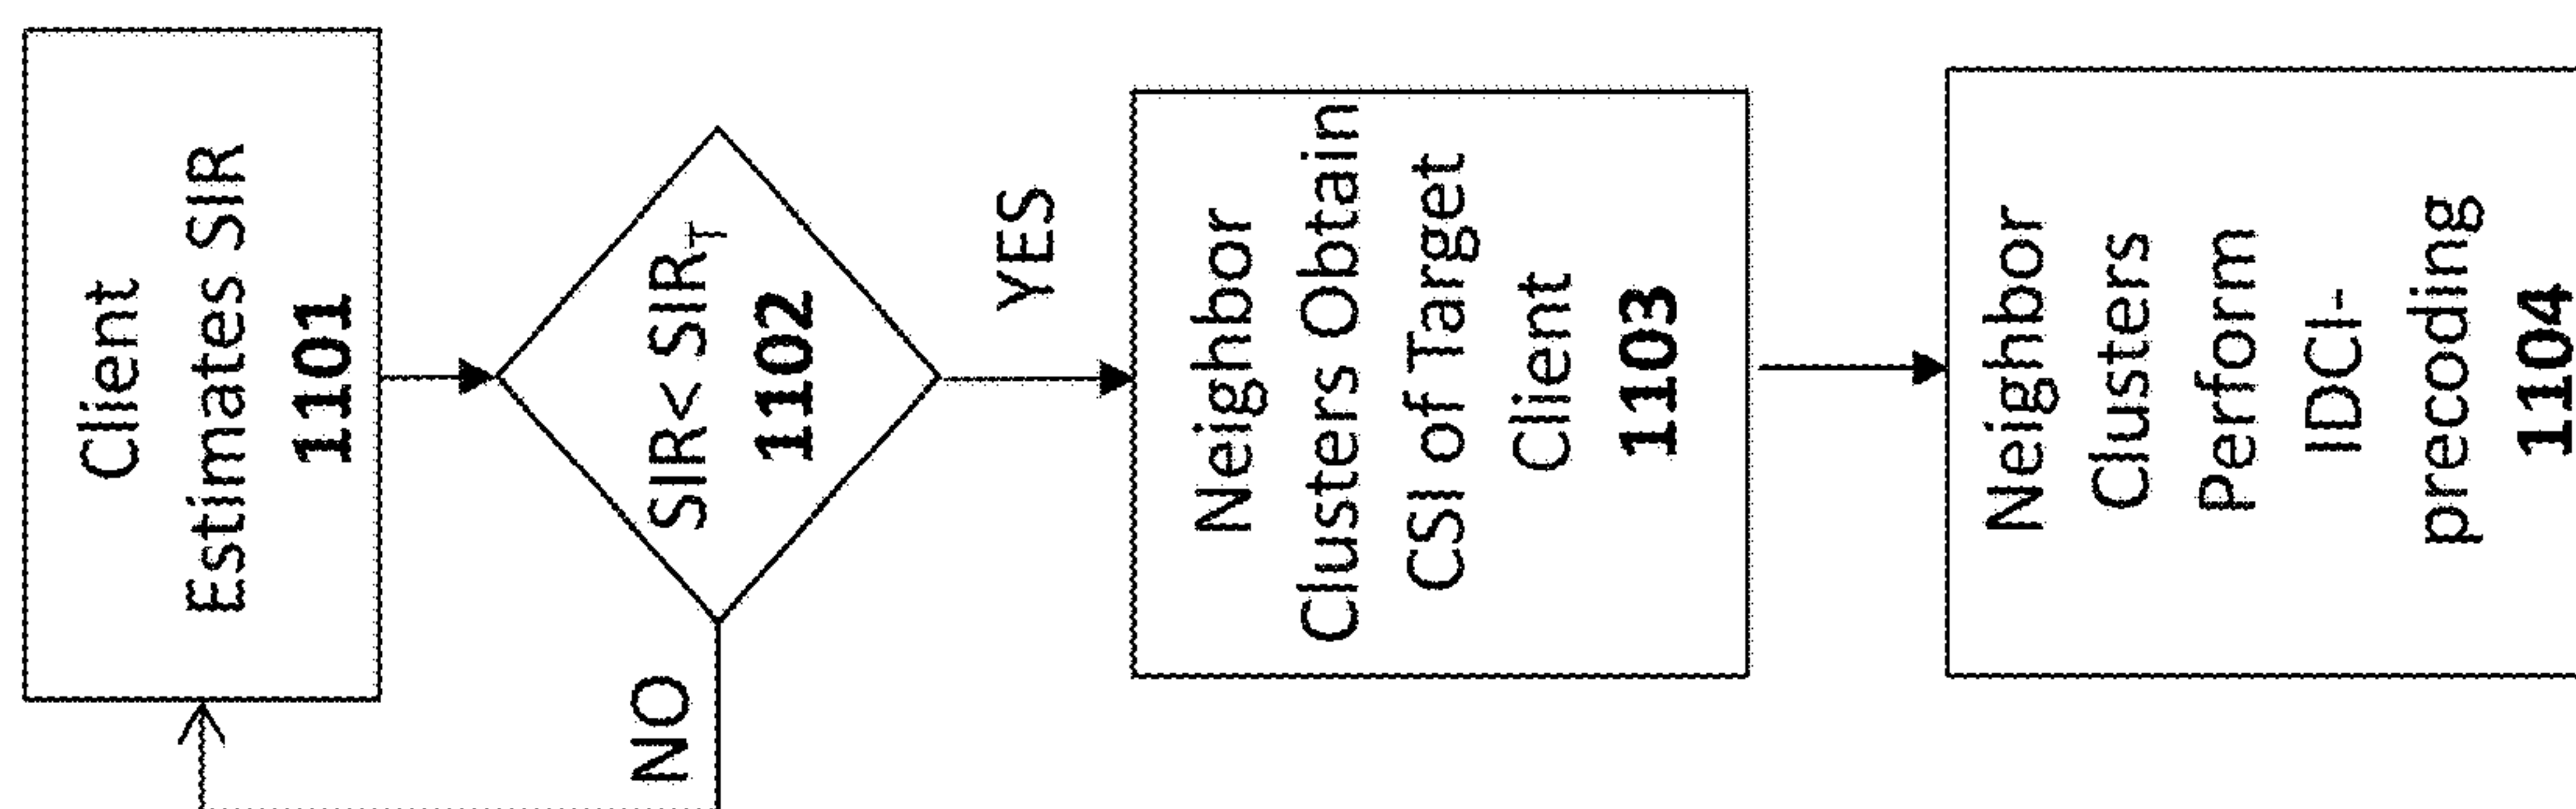 Client
Estimates SIR
1101
SIR< SIRT
1102
NO
YES
Neighbor
Clusters Obtain
CSI of Target
Client
1103
Neighbor
Clusters
Perform
IDCI-
precoding
1104